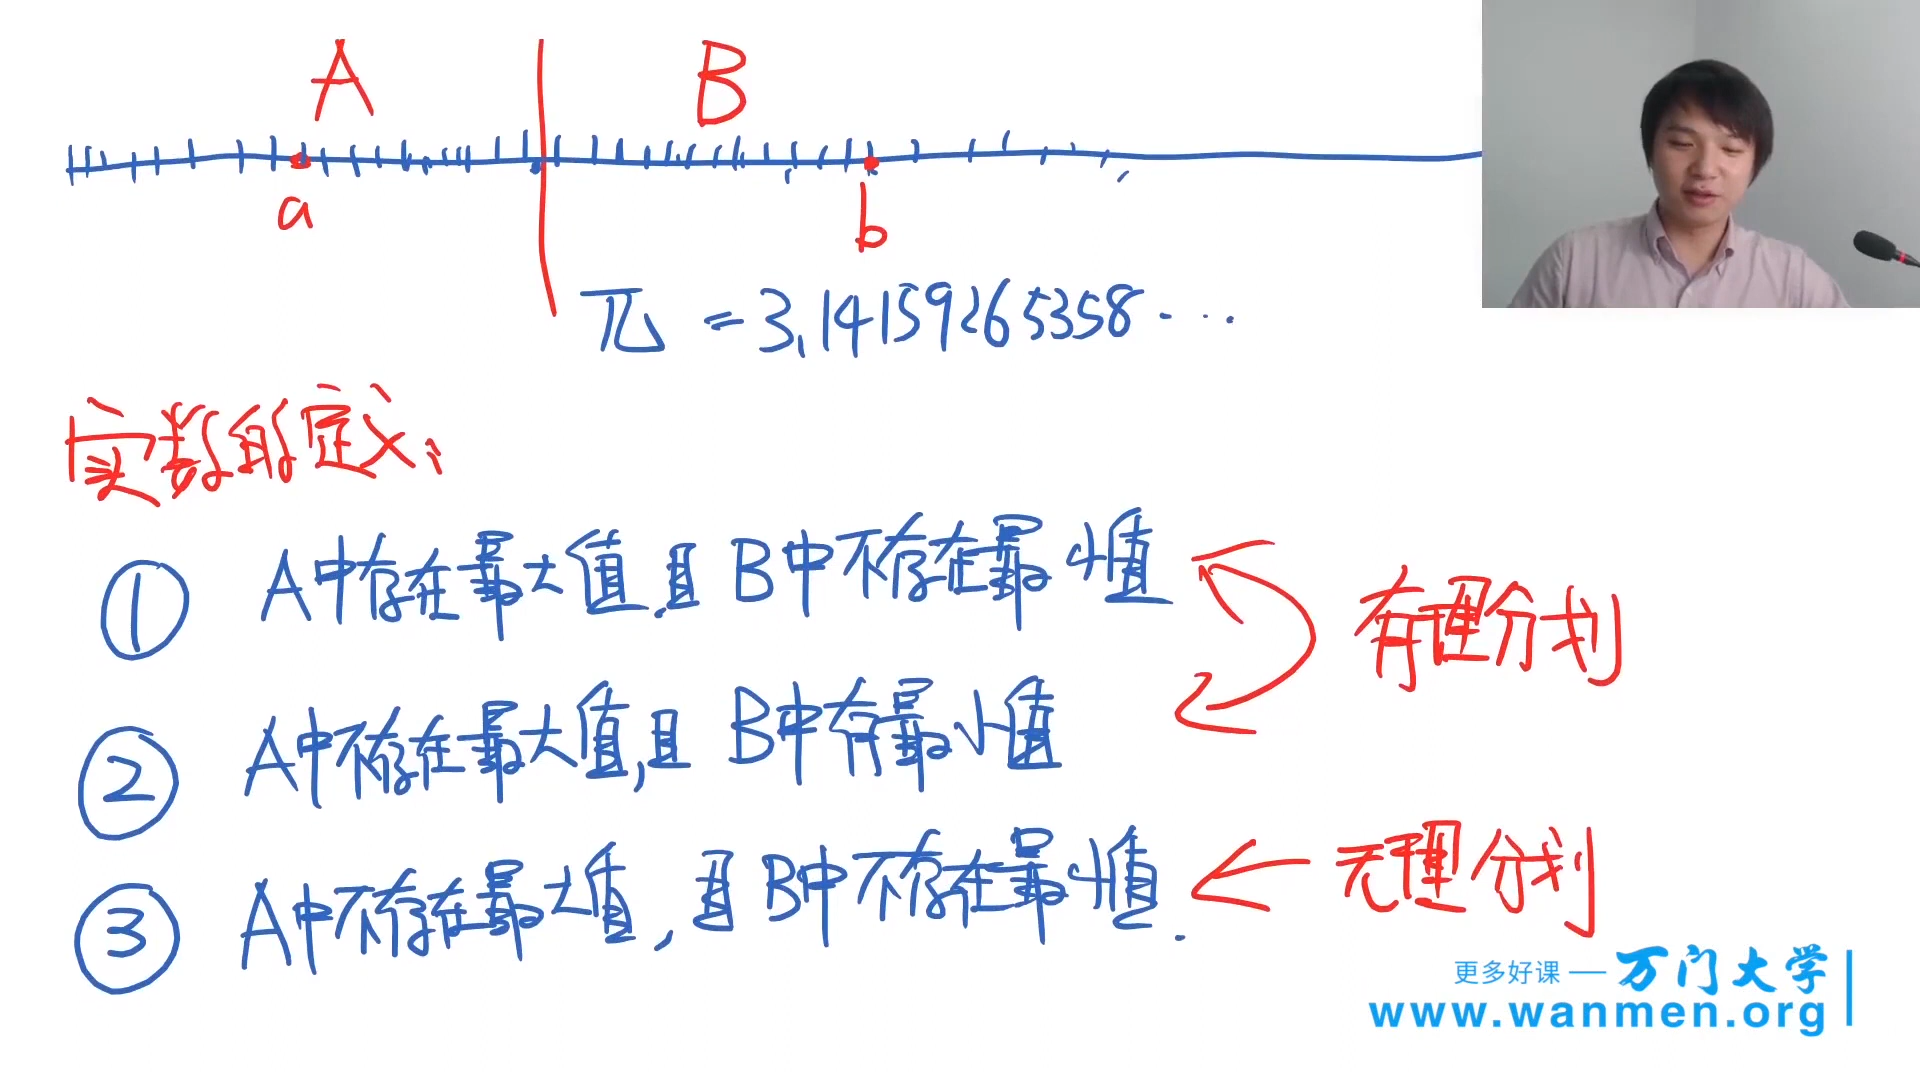 A B
a b
π = 3.14159265358...
实数的定义:
① A中存在最大值,且B中不存在最小值
有理分划
② A中不存在最大值,且B中存最小值
③ A中不存在最大值,且B中不存在最小值.
无理分划
更多好课 — 万门大学
www.wanmen.org